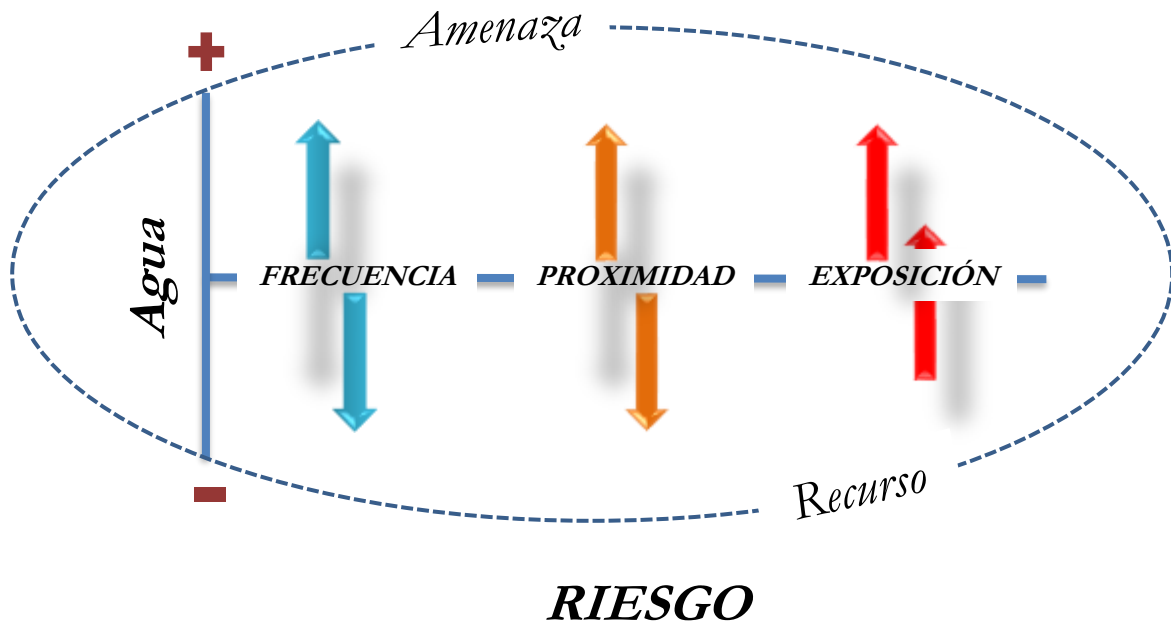 Amenaza
+
Agua
FRECUENCIA
PROXIMIDAD
EXPOSICIÓN
-
Recurso
RIESGO